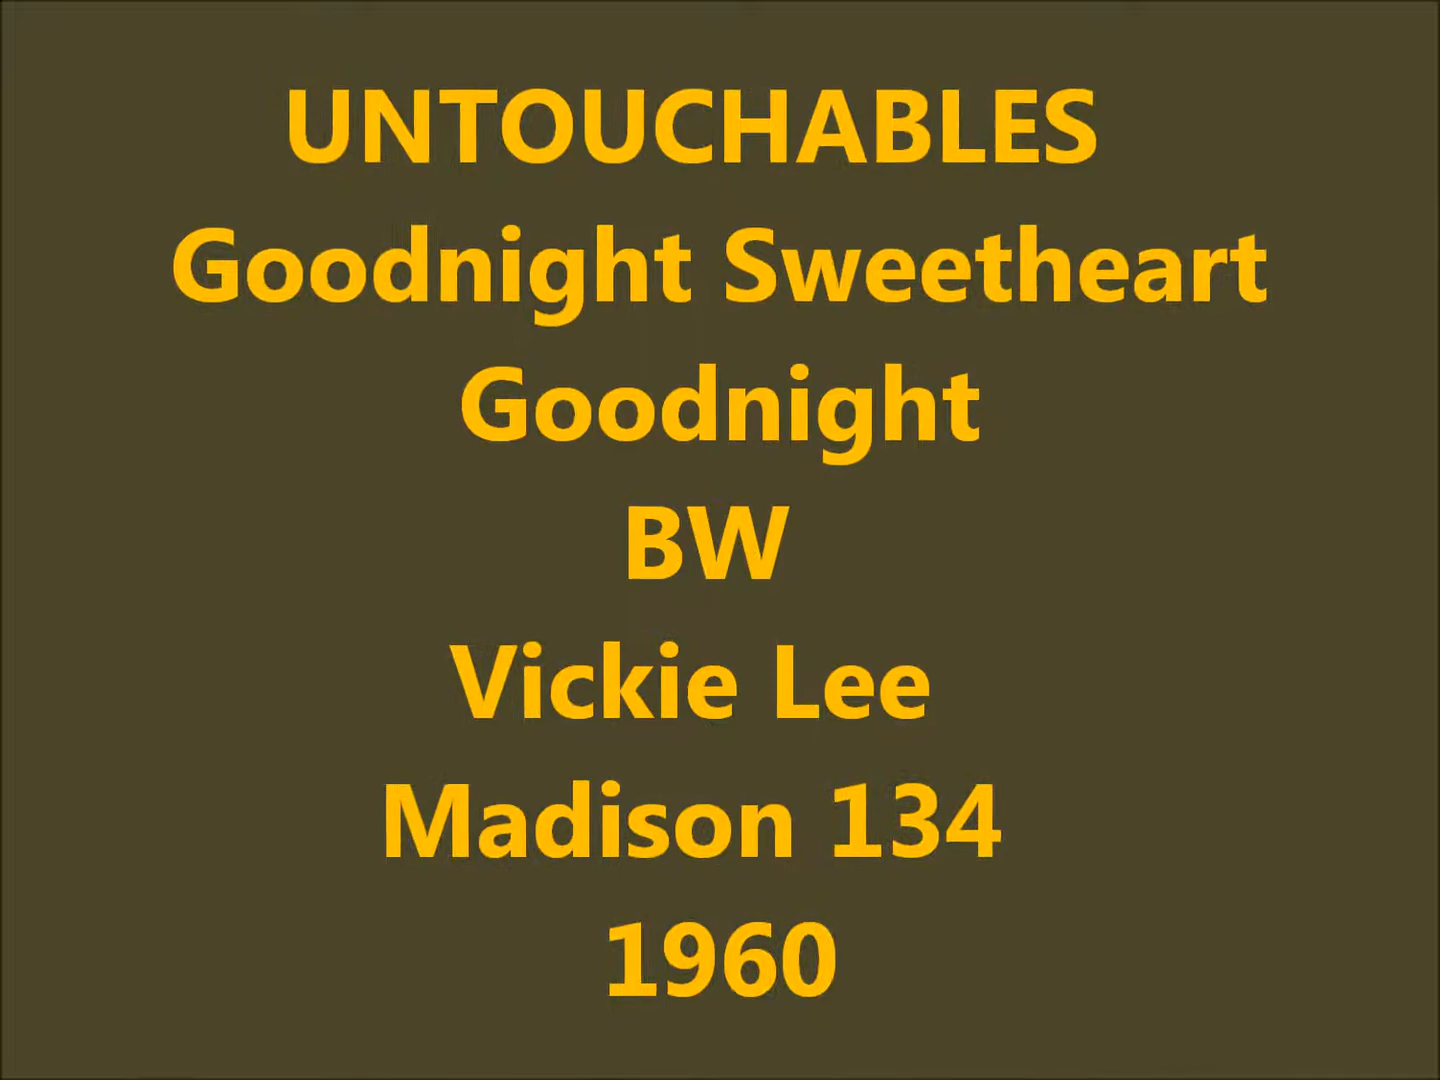 UNTOUCHABLES
Goodnight Sweetheart
Goodnight
BW
Vickie Lee
Madison 134
1960